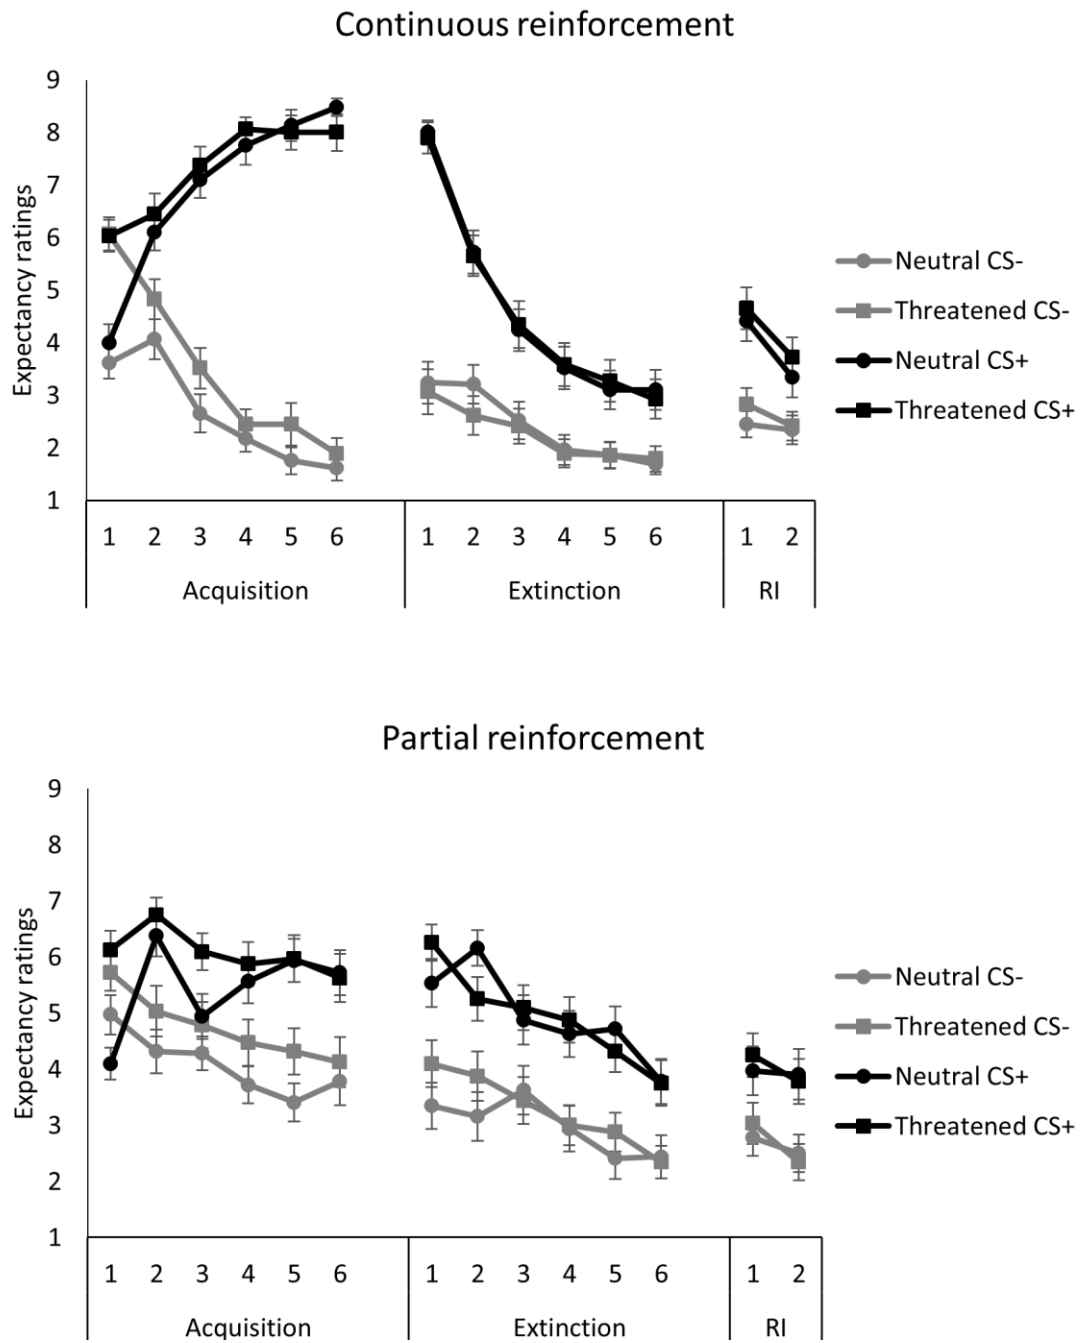 Continuous reinforcement
9
8
7
6
5
4
3
2
1
Expectancy ratings
Neutral CS-
Threatened CS-
Neutral CS+
Threatened CS+
1 2 3 4 5 6 1 2 3 4 5 6 1 2
Acquisition Extinction RI
Partial reinforcement
9
8
7
6
5
4
3
2
1
Expectancy ratings
Neutral CS-
Threatened CS-
Neutral CS+
Threatened CS+
1 2 3 4 5 6 1 2 3 4 5 6 1 2
Acquisition Extinction RI